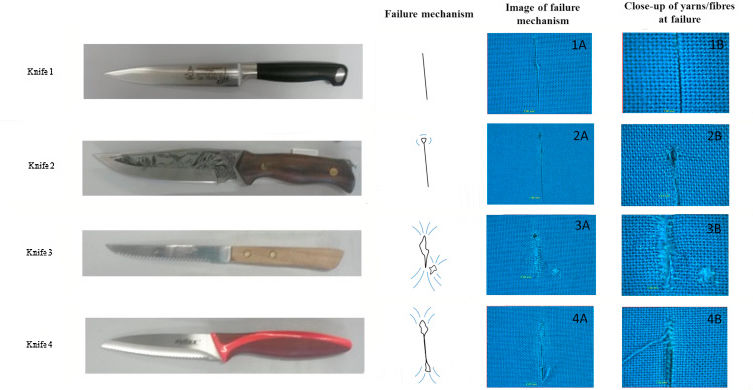 Failure mechanism
Image of failure
mechanism
Close-up of yarns/fibres
at failure
Knife 1
1A
1B
Knife 2
2A
2B
Knife 3
3A
3B
Knife 4
4A
4B